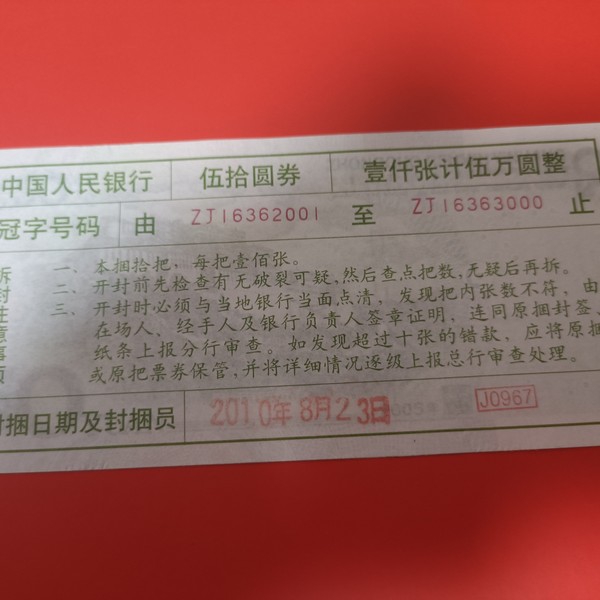 中国人民银行 伍拾圆券 壹仟张计伍万圆整
冠字号码 由 ZJ16362001 至 ZJ16363000 止
拆封注意事项
一、本捆拾把，每把壹佰张。
二、开封前先检查有无破裂可疑，然后查点把数，无疑后再拆。
三、开封时必须与当地银行当面点清，发现把内张数不符，由
在场人、经手人及银行负责人签章证明，连同原捆封签、
纸条上报分行审查。如发现超过十张的错款，应将原捆
或原把票券保管，并将详细情况逐级上报总行审查处理。
封捆日期及封捆员 2010年8月23日 J0967